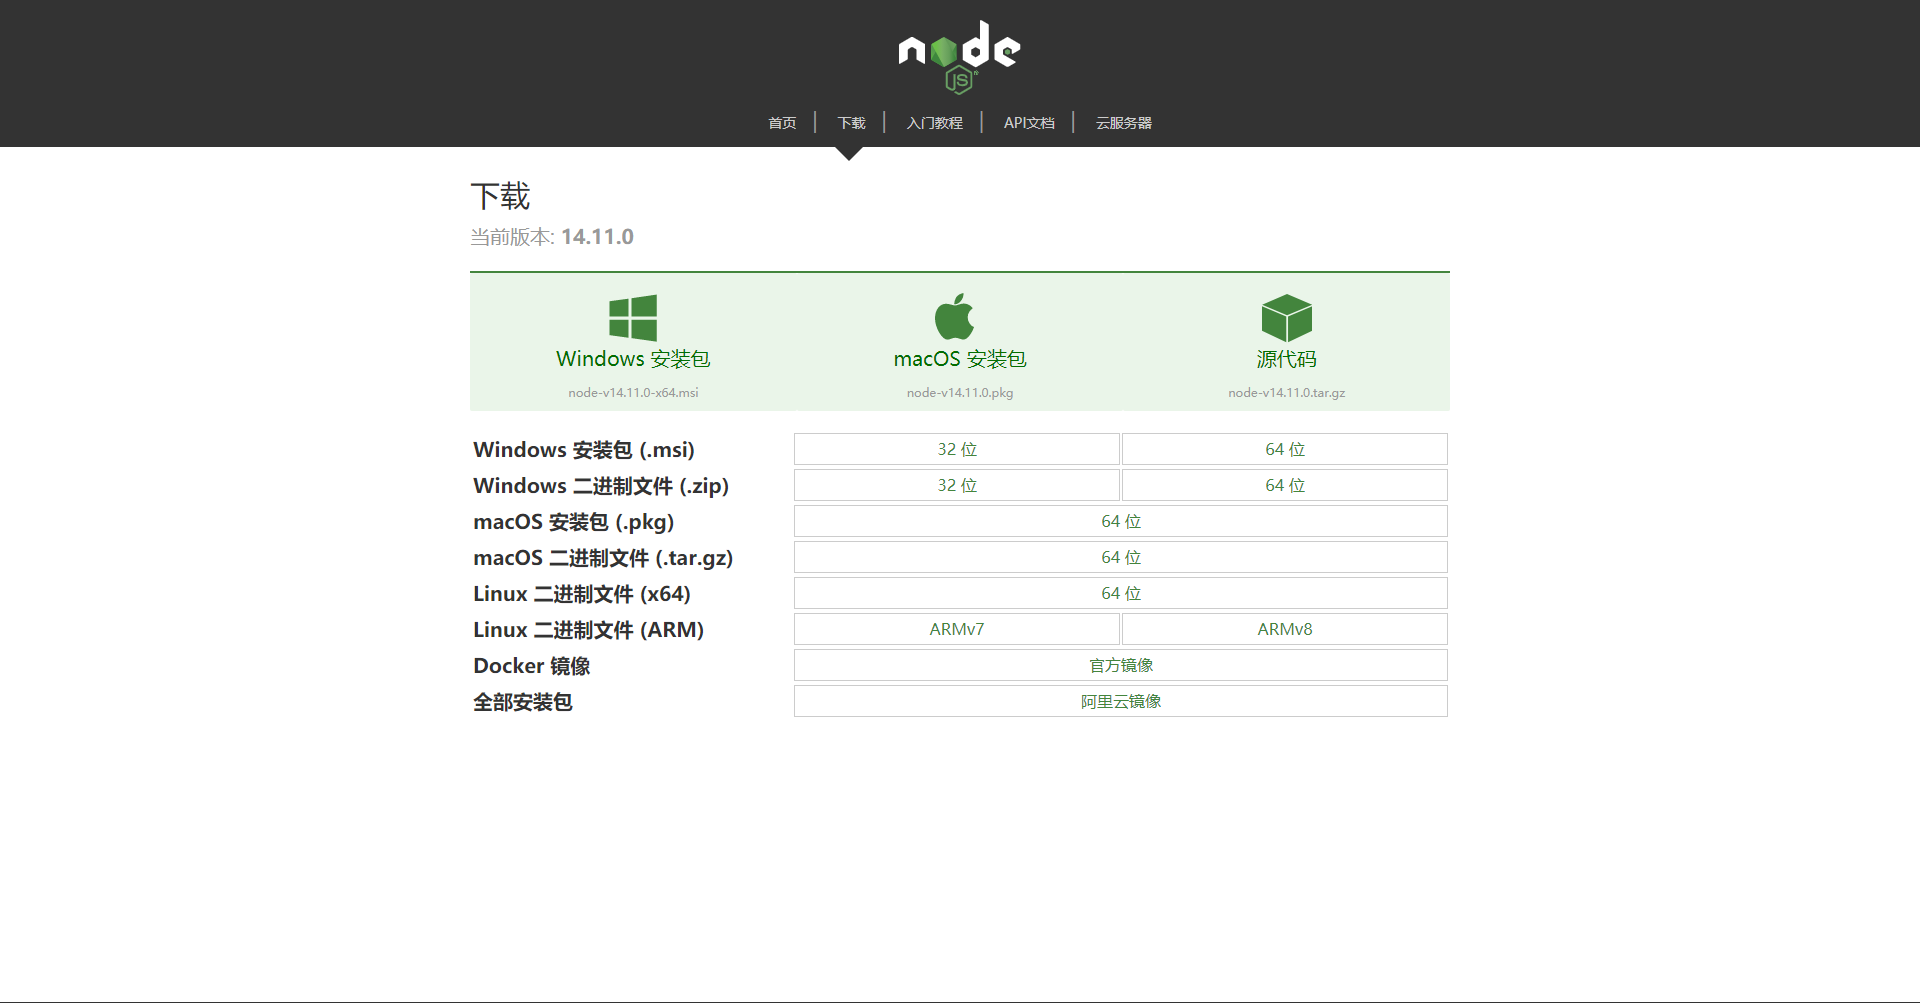 node
JS
首页 下载 入门教程 API文档 云服务器
下载
当前版本: 14.11.0
Windows 安装包 macOS 安装包 源代码
node-v14.11.0-x64.msi node-v14.11.0.pkg node-v14.11.0.tar.gz
Windows 安装包 (.msi) 32 位 64 位
Windows 二进制文件 (.zip) 32 位 64 位
macOS 安装包 (.pkg) 64 位
macOS 二进制文件 (.tar.gz) 64 位
Linux 二进制文件 (x64) 64 位
Linux 二进制文件 (ARM) ARMv7 ARMv8
Docker 镜像 官方镜像
全部安装包 阿里云镜像